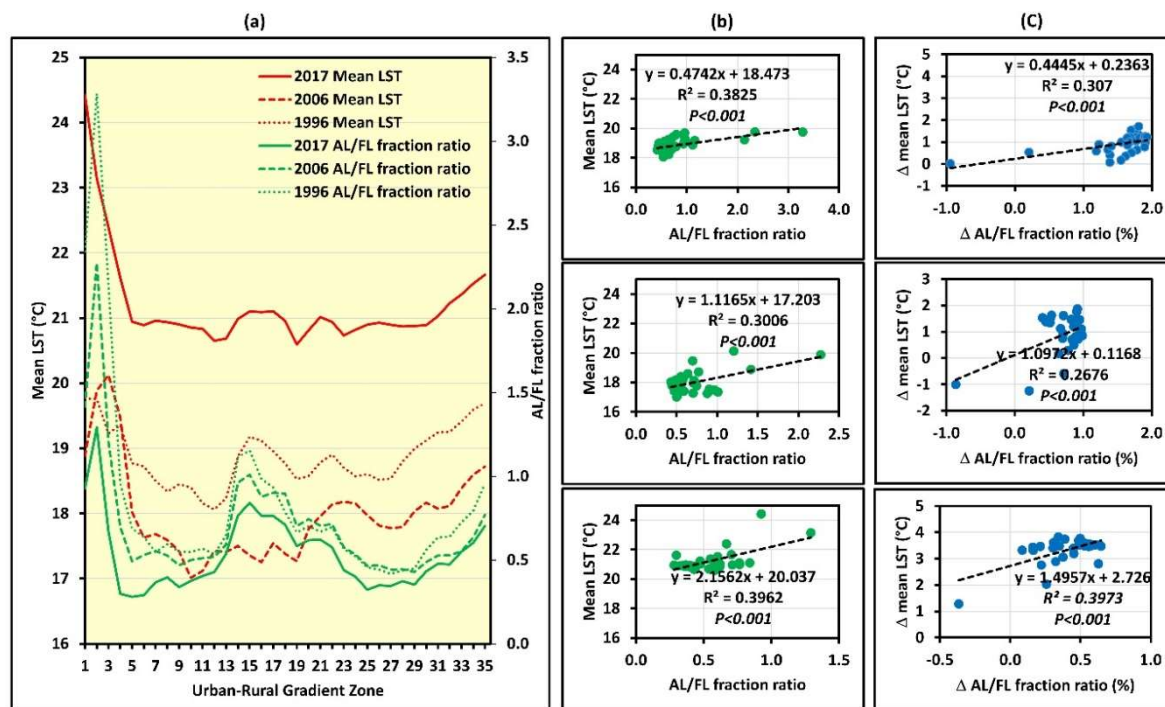 (a)
25
24
23
22
21
20
19
18
17
16
Mean LST (°C)
3.5
3.0
2.5
2.0
1.5
1.0
0.5
0.0
AL/FL fraction ratio
2017 Mean LST
2006 Mean LST
1996 Mean LST
2017 AL/FL fraction ratio
2006 AL/FL fraction ratio
1996 AL/FL fraction ratio
1 3 5 7 9 11 13 15 17 19 21 23 25 27 29 31 33 35
Urban-Rural Gradient Zone
(b)
24
22
20
18
16
Mean LST (°C)
y = 0.4742x + 18.473
R² = 0.3825
P<0.001
0.0 1.0 2.0 3.0 4.0
AL/FL fraction ratio
24
22
20
18
16
Mean LST (°C)
y = 1.1165x + 17.203
R² = 0.3006
P<0.001
0.0 0.5 1.0 1.5 2.0 2.5
AL/FL fraction ratio
24
22
20
18
16
Mean LST (°C)
y = 2.1562x + 20.037
R² = 0.3962
P<0.001
0.0 0.5 1.0 1.5
AL/FL fraction ratio
(C)
5
4
3
2
1
0
-1
Δ mean LST (°C)
y = 0.4445x + 0.2363
R² = 0.307
P<0.001
-1.0 0.0 1.0 2.0
Δ AL/FL fraction ratio (%)
3
2
1
0
-1
-2
Δ mean LST (°C)
y = 1.0972x + 0.1168
R² = 0.2676
P<0.001
-1.0 0.0 1.0 2.0
Δ AL/FL fraction ratio (%)
5
4
3
2
1
0
Δ mean LST (°C)
y = 1.4957x + 2.726
R² = 0.3973
P<0.001
-0.5 0.0 0.5 1.0
Δ AL/FL fraction ratio (%)